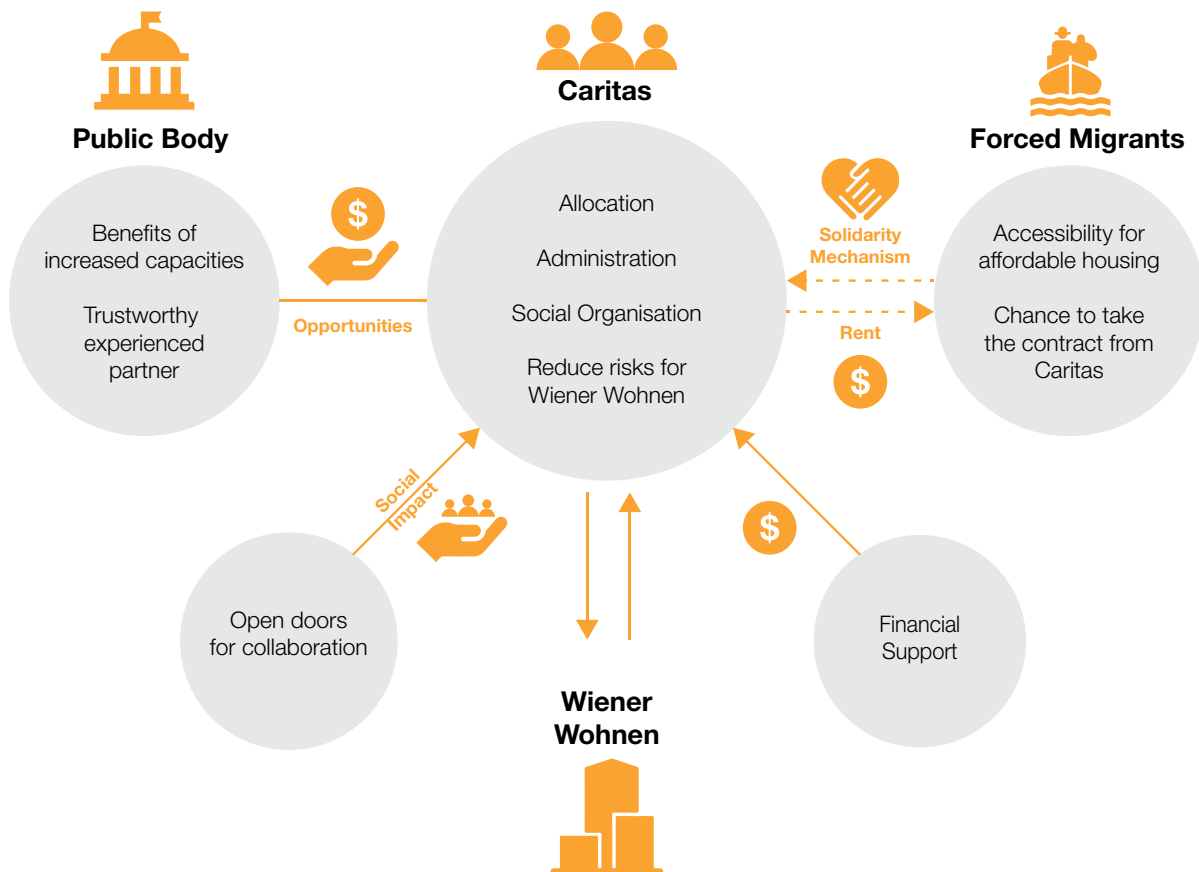 Public Body
Benefits of
increased capacities
Trustworthy
experienced
partner
$
Opportunities
Caritas
Allocation
Administration
Social Organisation
Reduce risks for
Wiener Wohnen
Solidarity
Mechanism
Rent
$
Forced Migrants
Accessibility for
affordable housing
Chance to take
the contract from
Caritas
Social
Impact
Open doors
for collaboration
$
Financial
Support
Wiener
Wohnen